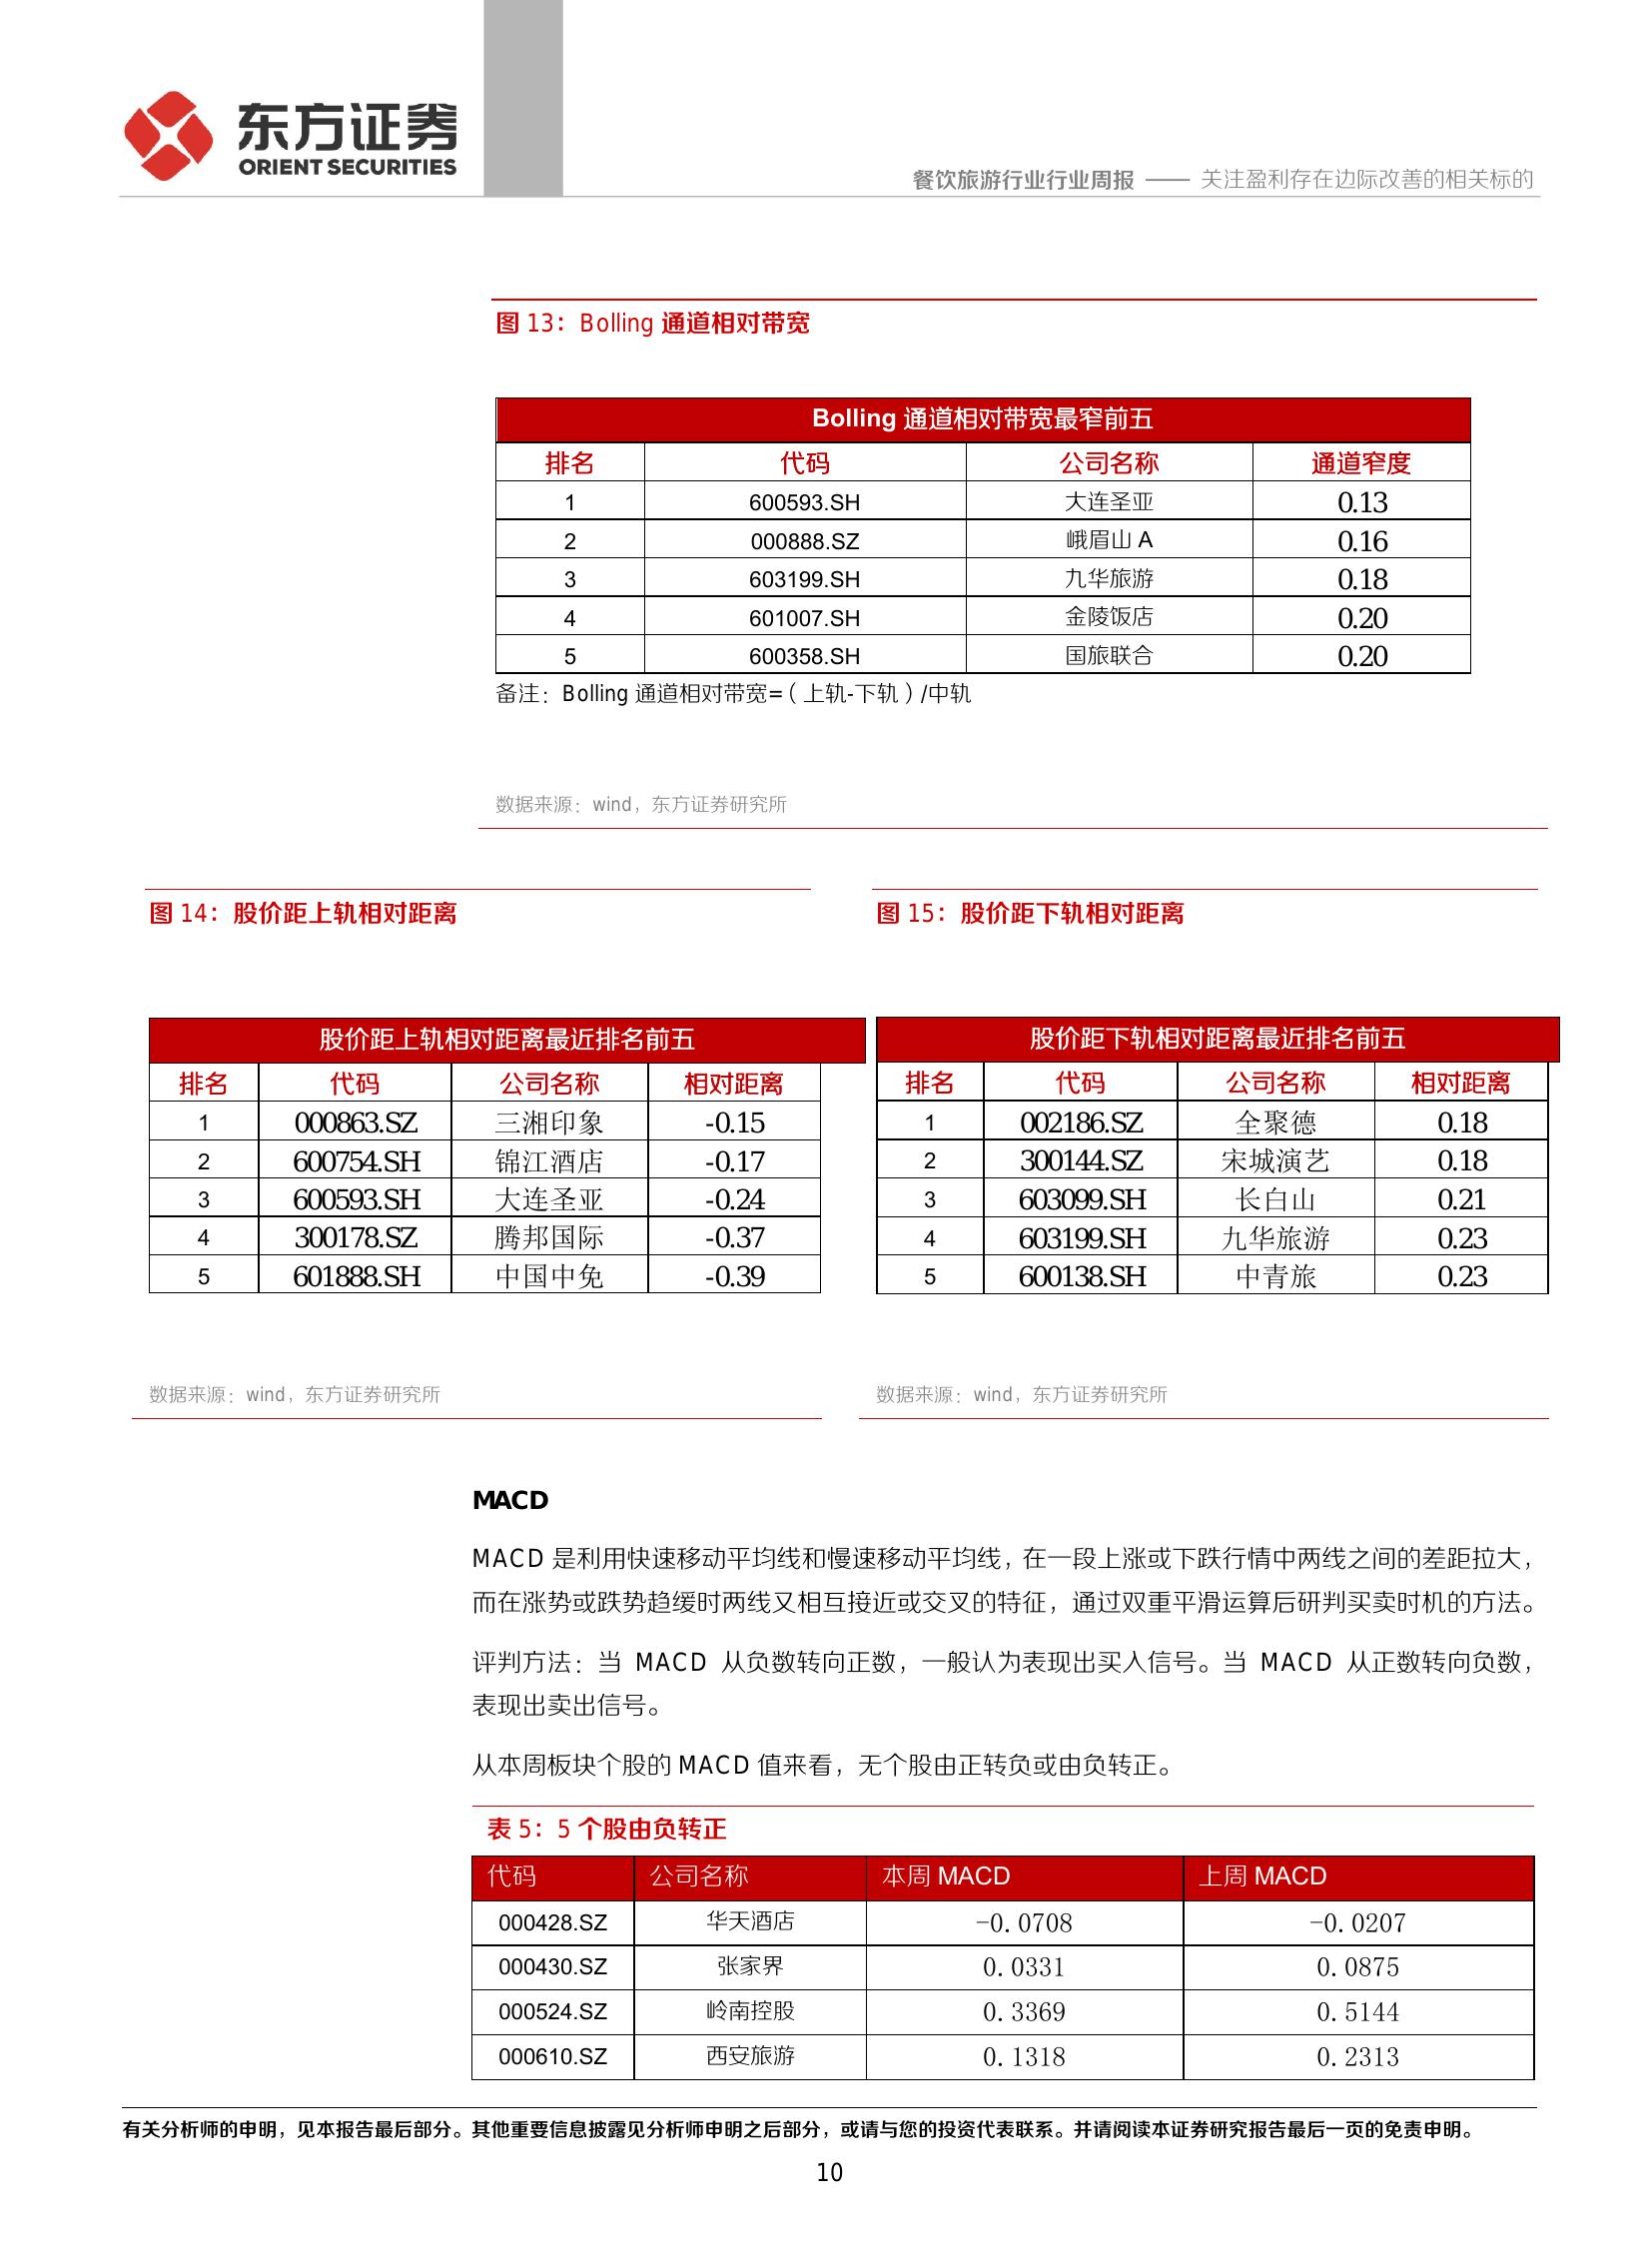 东方证券
ORIENT SECURITIES
餐饮旅游行业行业周报 —— 关注盈利存在边际改善的相关标的
图 13：Bolling 通道相对带宽
Bolling 通道相对带宽最窄前五
排名 代码 公司名称 通道窄度
1 600593.SH 大连圣亚 0.13
2 000888.SZ 峨眉山 A 0.16
3 603199.SH 九华旅游 0.18
4 601007.SH 金陵饭店 0.20
5 600358.SH 国旅联合 0.20
备注：Bolling 通道相对带宽=（上轨-下轨）/中轨
数据来源：wind，东方证券研究所
图 14：股价距上轨相对距离
股价距上轨相对距离最近排名前五
排名 代码 公司名称 相对距离
1 000863.SZ 三湘印象 -0.15
2 600754.SH 锦江酒店 -0.17
3 600593.SH 大连圣亚 -0.24
4 300178.SZ 腾邦国际 -0.37
5 601888.SH 中国中免 -0.39
数据来源：wind，东方证券研究所
图 15：股价距下轨相对距离
股价距下轨相对距离最近排名前五
排名 代码 公司名称 相对距离
1 002186.SZ 全聚德 0.18
2 300144.SZ 宋城演艺 0.18
3 603099.SH 长白山 0.21
4 603199.SH 九华旅游 0.23
5 600138.SH 中青旅 0.23
数据来源：wind，东方证券研究所
MACD
MACD 是利用快速移动平均线和慢速移动平均线，在一段上涨或下跌行情中两线之间的差距拉大，
而在涨势或跌势趋缓时两线又相互接近或交叉的特征，通过双重平滑运算后研判买卖时机的方法。
评判方法：当 MACD 从负数转向正数，一般认为表现出买入信号。当 MACD 从正数转向负数，
表现出卖出信号。
从本周板块个股的 MACD 值来看，无个股由正转负或由负转正。
表 5：5 个股由负转正
代码 公司名称 本周 MACD 上周 MACD
000428.SZ 华天酒店 -0.0708 -0.0207
000430.SZ 张家界 0.0331 0.0875
000524.SZ 岭南控股 0.3369 0.5144
000610.SZ 西安旅游 0.1318 0.2313
有关分析师的申明，见本报告最后部分。其他重要信息披露见分析师申明之后部分，或请与您的投资代表联系。并请阅读本证券研究报告最后一页的免责申明。
10